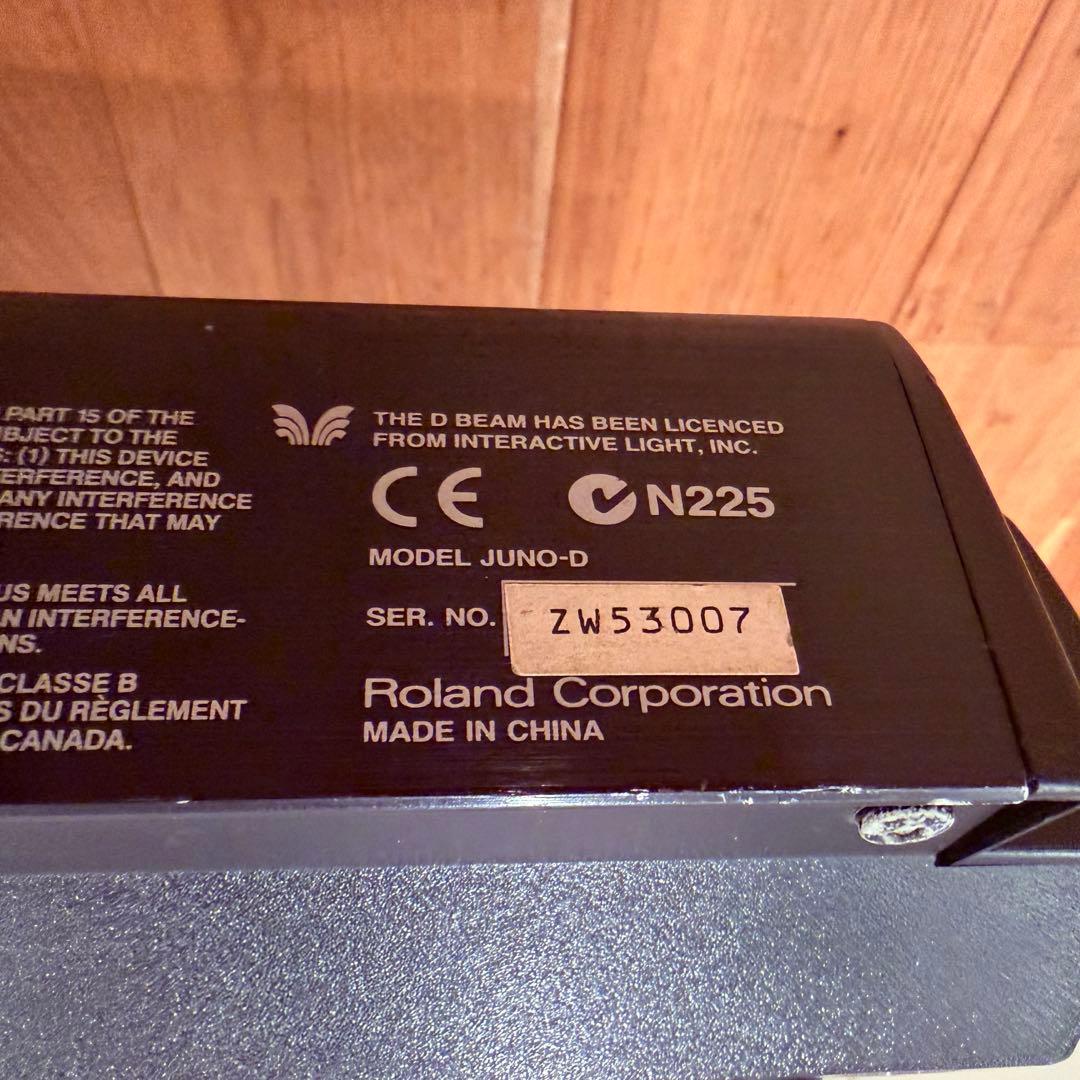 PART 15 OF THE
BJECT TO THE
: (1) THIS DEVICE
ERFERENCE, AND
ANY INTERFERENCE
RENCE THAT MAY
US MEETS ALL
N INTERFERENCE-
NS.
CLASSE B
S DU RÈGLEMENT
CANADA.
THE D BEAM HAS BEEN LICENCED
FROM INTERACTIVE LIGHT, INC.
CE N225
MODEL JUNO-D
SER. NO. ZW53007
Roland Corporation
MADE IN CHINA